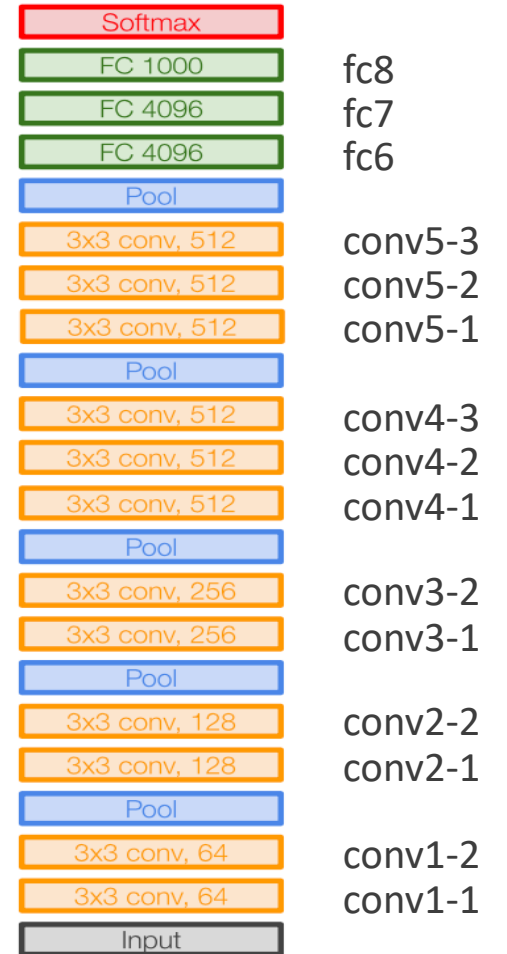 Softmax
FC 1000 fc8
FC 4096 fc7
FC 4096 fc6
Pool
3x3 conv, 512 conv5-3
3x3 conv, 512 conv5-2
3x3 conv, 512 conv5-1
Pool
3x3 conv, 512 conv4-3
3x3 conv, 512 conv4-2
3x3 conv, 512 conv4-1
Pool
3x3 conv, 256 conv3-2
3x3 conv, 256 conv3-1
Pool
3x3 conv, 128 conv2-2
3x3 conv, 128 conv2-1
Pool
3x3 conv, 64 conv1-2
3x3 conv, 64 conv1-1
Input